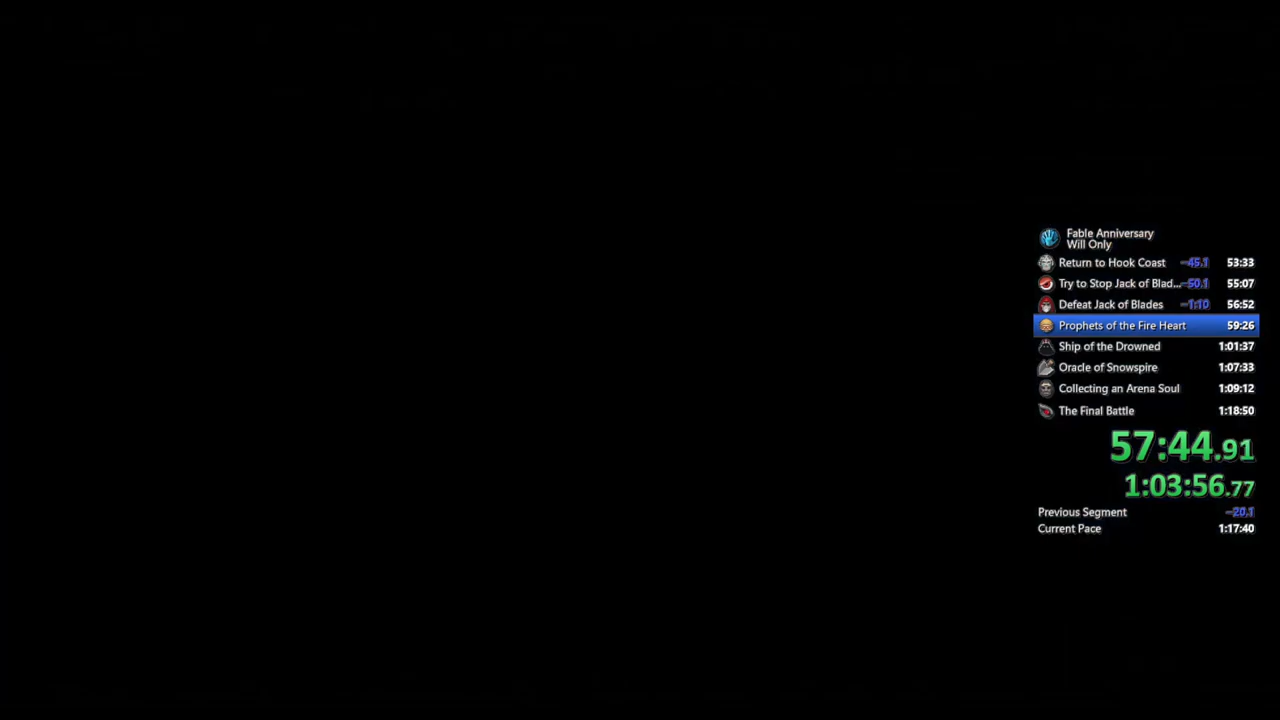 Fable Anniversary
Will Only
Return to Hook Coast −45.1 53:33
Try to Stop Jack of Blad... −50.1 55:07
Defeat Jack of Blades −1:10 56:52
Prophets of the Fire Heart 59:26
Ship of the Drowned 1:01:37
Oracle of Snowspire 1:07:33
Collecting an Arena Soul 1:09:12
The Final Battle 1:18:50
57:44.91
1:03:56.77
Previous Segment −20.1
Current Pace 1:17:40